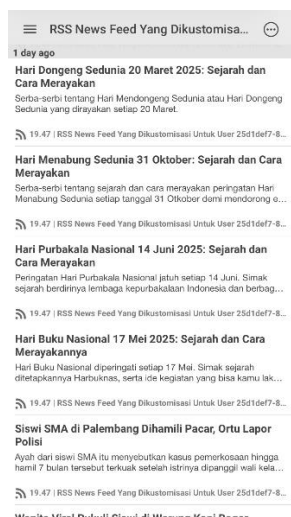 RSS News Feed Yang Dikustomisa...
1 day ago
Hari Dongeng Sedunia 20 Maret 2025: Sejarah dan
Cara Merayakan
Serba-serbi tentang Hari Mendongeng Sedunia atau Hari Dongeng
Sedunia yang dirayakan setiap 20 Maret.
19.47 | RSS News Feed Yang Dikustomisasi Untuk User 25d1def7-8...
Hari Menabung Sedunia 31 Oktober: Sejarah dan Cara
Merayakan
Serba-serbi tentang sejarah dan cara merayakan peringatan Hari
Menabung Sedunia setiap tanggal 31 Otkober demi mendorong e...
19.47 | RSS News Feed Yang Dikustomisasi Untuk User 25d1def7-8...
Hari Purbakala Nasional 14 Juni 2025: Sejarah dan
Cara Merayakan
Peringatan Hari Purbakala Nasional jatuh setiap 14 Juni. Simak
sejarah berdirinya lembaga kepurbakalaan Indonesia dan berbag...
19.47 | RSS News Feed Yang Dikustomisasi Untuk User 25d1def7-8...
Hari Buku Nasional 17 Mei 2025: Sejarah dan Cara
Merayakannya
Hari Buku Nasional diperingati setiap 17 Mei. Simak sejarah
ditetapkannya Harbuknas, serta ide kegiatan yang bisa kamu lak...
19.47 | RSS News Feed Yang Dikustomisasi Untuk User 25d1def7-8...
Siswi SMA di Palembang Dihamili Pacar, Ortu Lapor
Polisi
Ayah dari siswi SMA itu menyebutkan kasus pemerkosaan hingga
hamil 7 bulan tersebut terkuak setelah istrinya dipanggil wali kela...
19.47 | RSS News Feed Yang Dikustomisasi Untuk User 25d1def7-8...